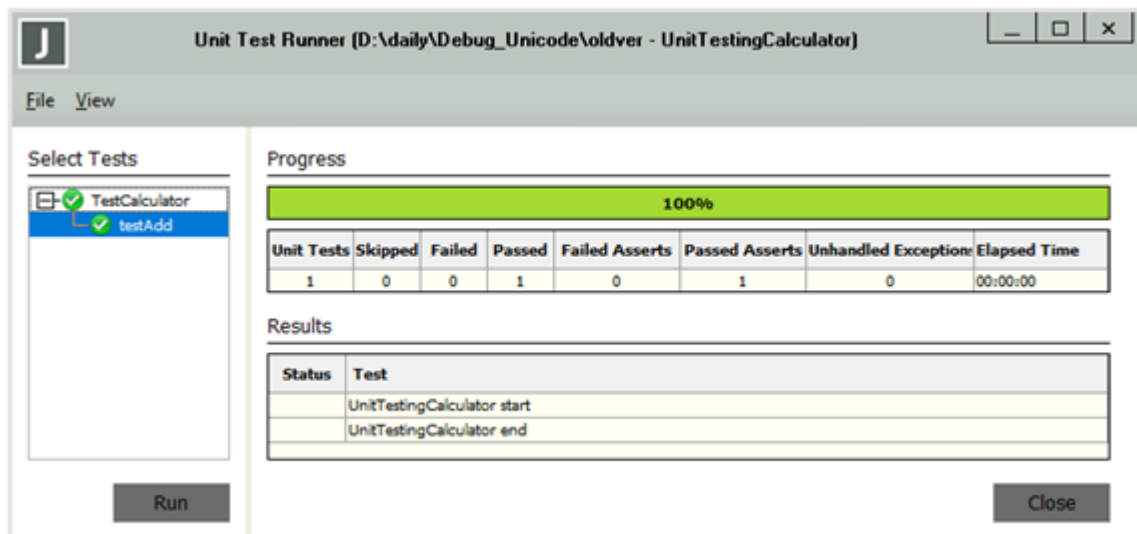 J
Unit Test Runner (D:\daily\Debug_Unicode\oldver - UnitTestingCalculator)
File View
Select Tests
TestCalculator
testAdd
Run
Progress
100%
Unit Tests Skipped Failed Passed Failed Asserts Passed Asserts Unhandled Exception Elapsed Time
1 0 0 1 0 1 0 00:00:00
Results
Status Test
UnitTestingCalculator start
UnitTestingCalculator end
Close